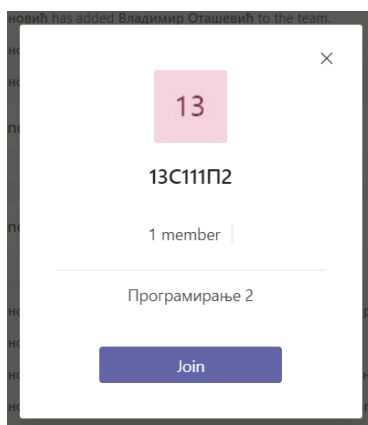 новић has added Владимир Оташевић to the team.
13
13С111П2
1 member
Програмирање 2
Join